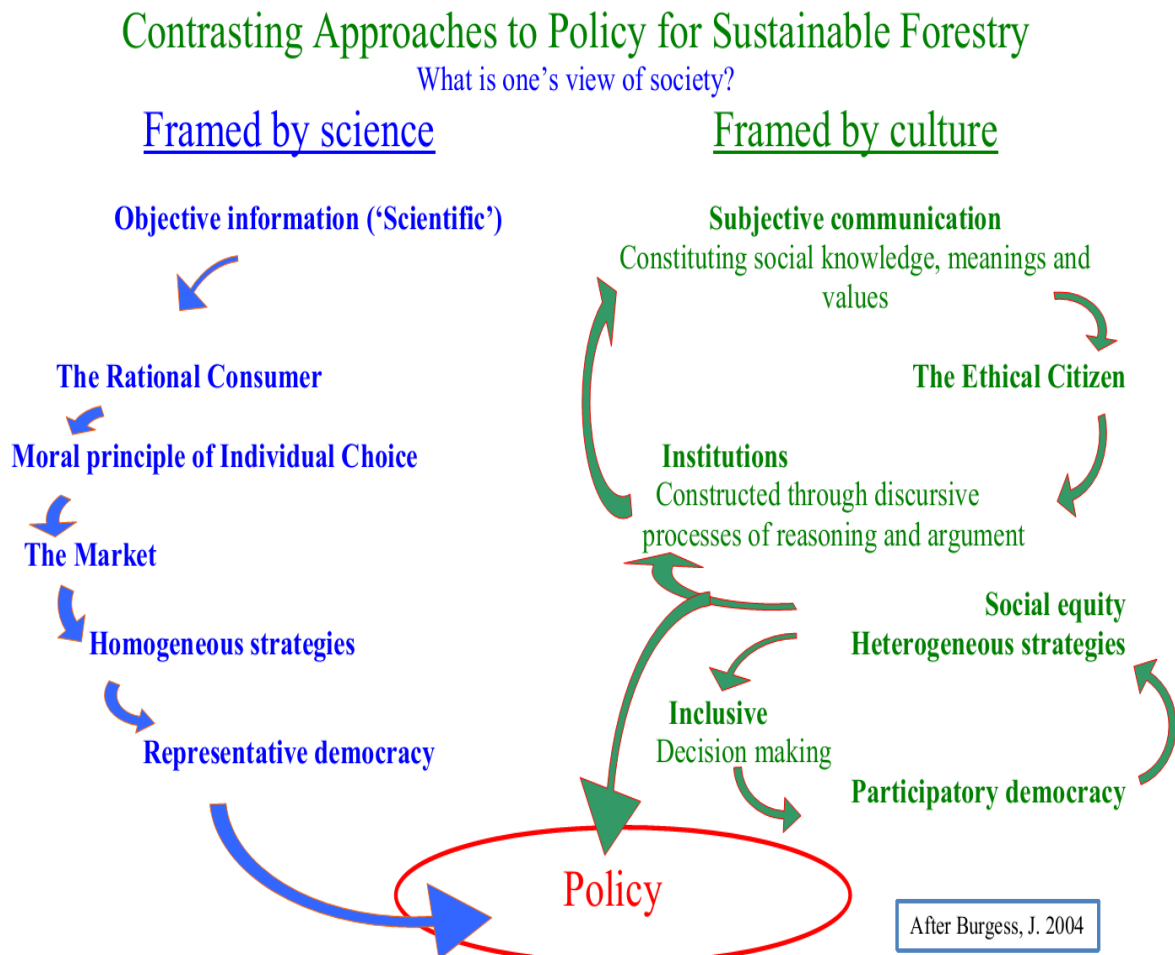 Contrasting Approaches to Policy for Sustainable Forestry
What is one’s view of society?
Framed by science
Objective information (‘Scientific’)
The Rational Consumer
Moral principle of Individual Choice
The Market
Homogeneous strategies
Representative democracy
Framed by culture
Subjective communication
Constituting social knowledge, meanings and
values
The Ethical Citizen
Institutions
Constructed through discursive
processes of reasoning and argument
Social equity
Heterogeneous strategies
Inclusive
Decision making
Participatory democracy
Policy
After Burgess, J. 2004